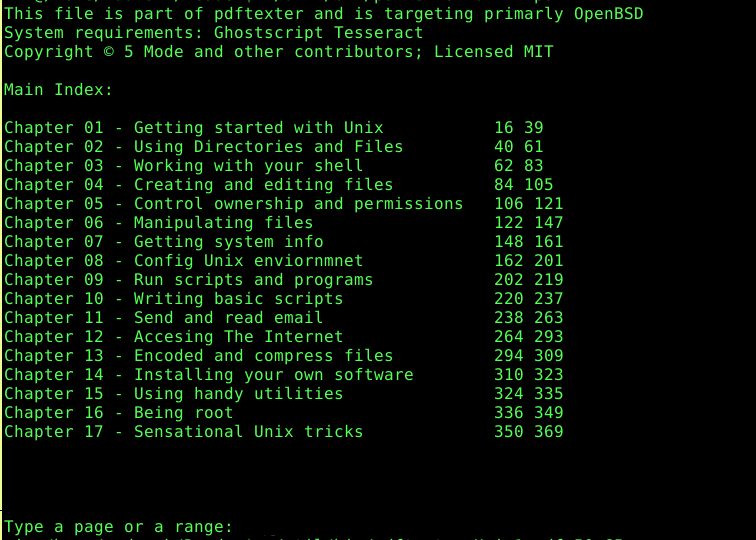 This file is part of pdftexter and is targeting primarly OpenBSD
System requirements: Ghostscript Tesseract
Copyright © 5 Mode and other contributors; Licensed MIT
Main Index:
Chapter 01 - Getting started with Unix 16 39
Chapter 02 - Using Directories and Files 40 61
Chapter 03 - Working with your shell 62 83
Chapter 04 - Creating and editing files 84 105
Chapter 05 - Control ownership and permissions 106 121
Chapter 06 - Manipulating files 122 147
Chapter 07 - Getting system info 148 161
Chapter 08 - Config Unix enviornmnet 162 201
Chapter 09 - Run scripts and programs 202 219
Chapter 10 - Writing basic scripts 220 237
Chapter 11 - Send and read email 238 263
Chapter 12 - Accesing The Internet 264 293
Chapter 13 - Encoded and compress files 294 309
Chapter 14 - Installing your own software 310 323
Chapter 15 - Using handy utilities 324 335
Chapter 16 - Being root 336 349
Chapter 17 - Sensational Unix tricks 350 369
Type a page or a range: